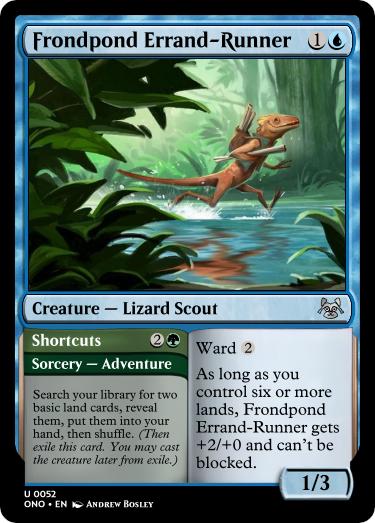 Frondpond Errand-Runner 1
Creature — Lizard Scout
Shortcuts 2
Sorcery — Adventure
Search your library for two
basic land cards, reveal
them, put them into your
hand, then shuffle. (Then
exile this card. You may cast
the creature later from exile.)
Ward 2
As long as you
control six or more
lands, Frondpond
Errand-Runner gets
+2/+0 and can't be
blocked.
1/3
U 0052
ONO • EN Andrew Bosley